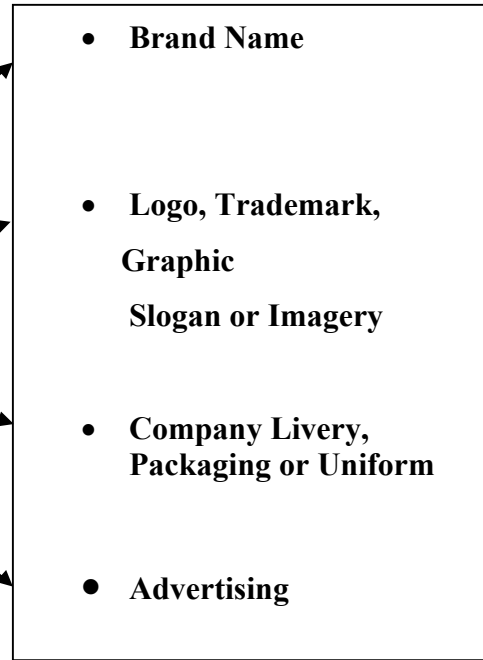 • Brand Name
• Logo, Trademark,
Graphic
Slogan or Imagery
• Company Livery,
Packaging or Uniform
• Advertising